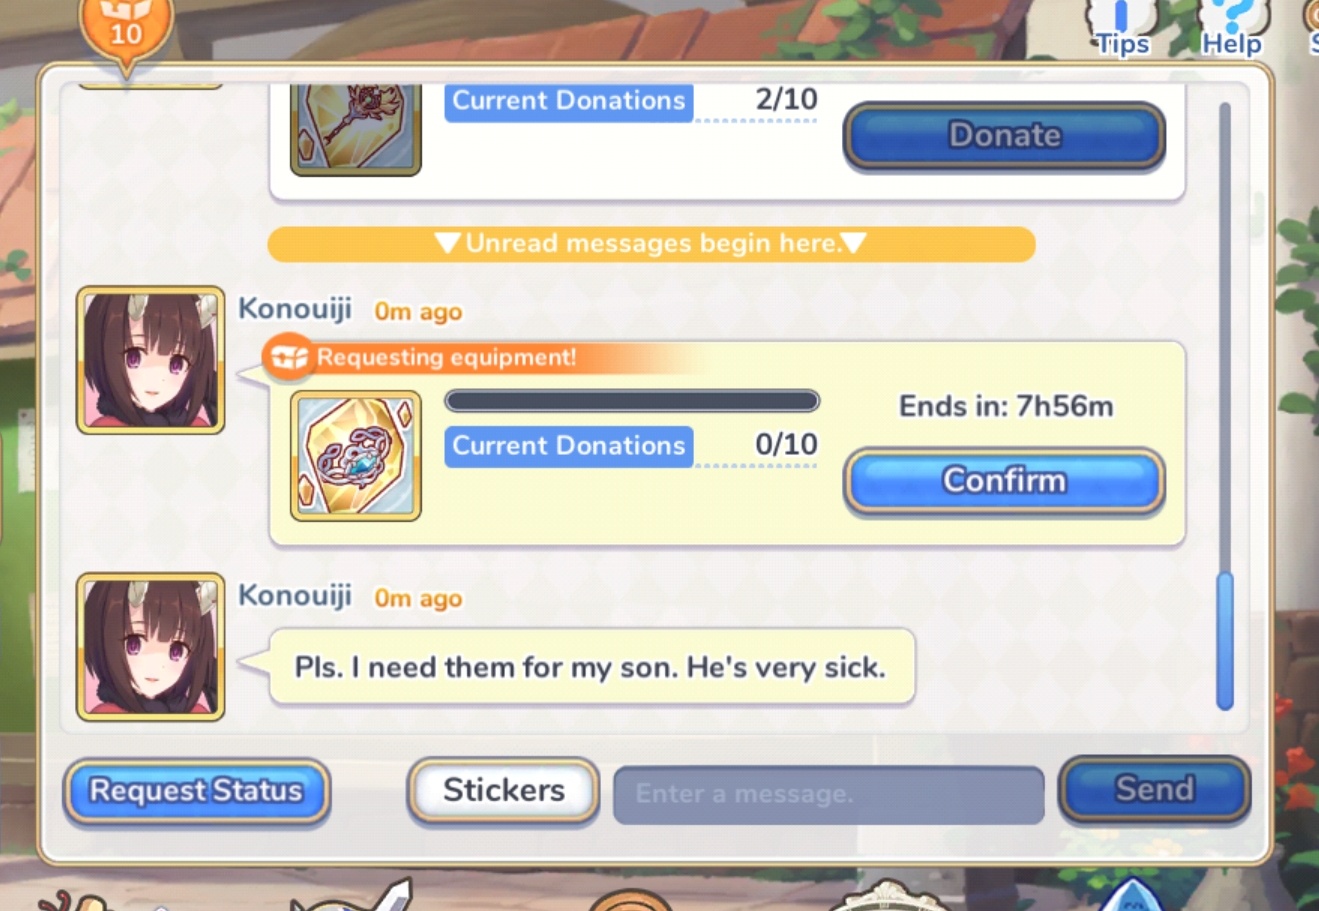 10
Tips
Help
Current Donations
2/10
Donate
▼Unread messages begin here.▼
Konouiji
0m ago
Requesting equipment!
Ends in: 7h56m
Current Donations
0/10
Confirm
Konouiji
0m ago
Pls. I need them for my son. He's very sick.
Request Status
Stickers
Enter a message.
Send